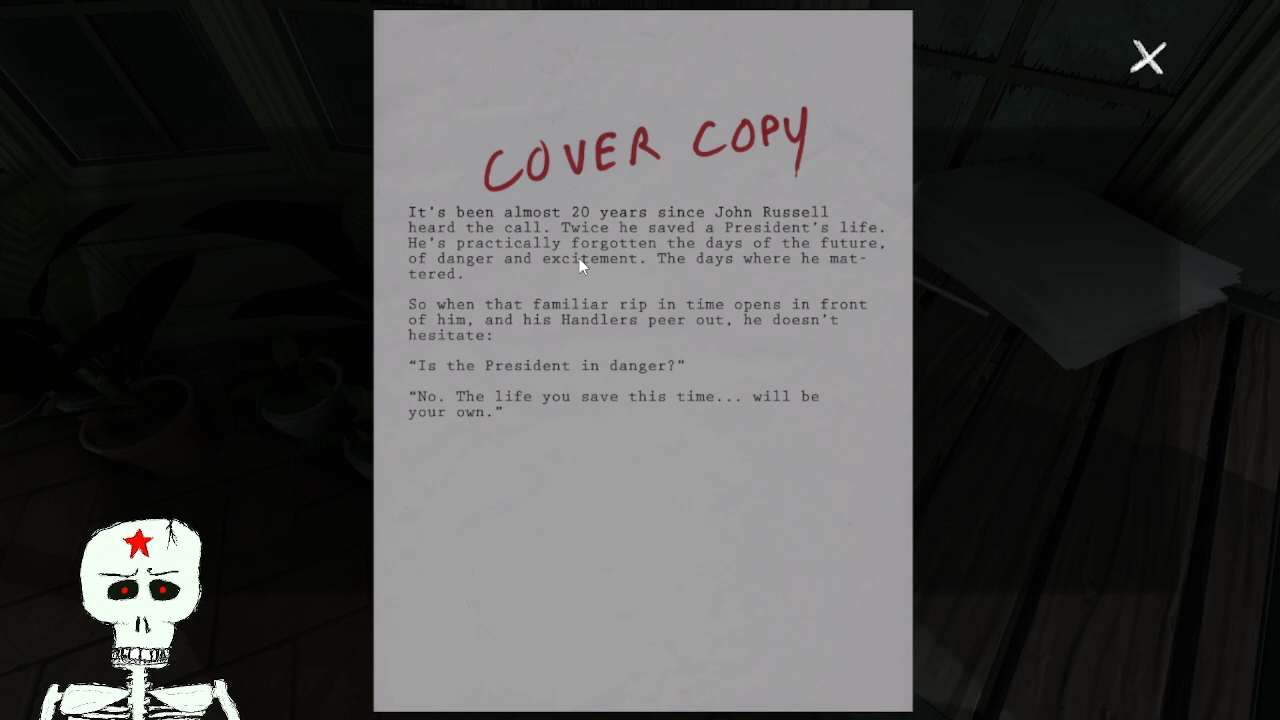 COVER COPY
It's been almost 20 years since John Russell
heard the call. Twice he saved a President's life.
He's practically forgotten the days of the future,
of danger and excitement. The days where he mat-
tered.
So when that familiar rip in time opens in front
of him, and his Handlers peer out, he doesn't
hesitate:
“Is the President in danger?”
“No. The life you save this time... will be
your own.”